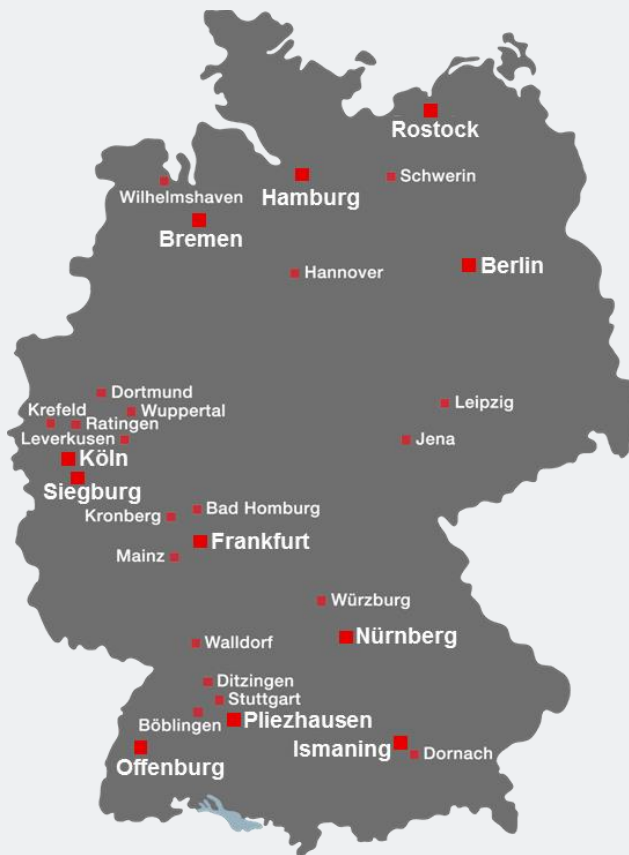 Rostock
Schwerin
Hamburg
Wilhelmshaven
Bremen
Berlin
Hannover
Dortmund
Leipzig
Krefeld
Wuppertal
Ratingen
Leverkusen
Jena
Köln
Siegburg
Bad Homburg
Kronberg
Frankfurt
Mainz
Würzburg
Nürnberg
Walldorf
Ditzingen
Stuttgart
Pliezhausen
Böblingen
Ismaning
Dornach
Offenburg